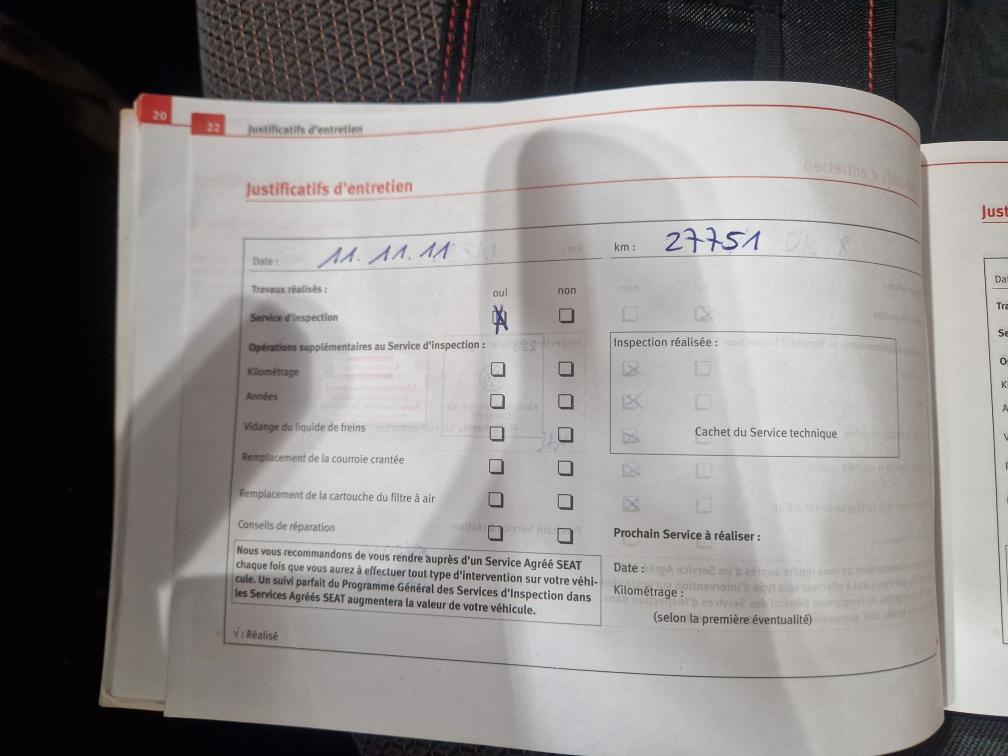 20
22 Justificatifs d'entretien
Justificatifs d'entretien
Date : 11. 11. 11
km : 27751
Travaux réalisés :
oui non
Service d'inspection
Opérations supplémentaires au Service d'inspection :
Kilométrage
Années
Vidange du liquide de freins
Remplacement de la courroie crantée
Remplacement de la cartouche du filtre à air
Conseils de réparation
Inspection réalisée :
Cachet du Service technique
Nous vous recommandons de vous rendre auprès d'un Service Agréé SEAT
chaque fois que vous aurez à effectuer tout type d'intervention sur votre véhi-
cule. Un suivi parfait du Programme Général des Services d'Inspection dans
les Services Agréés SEAT augmentera la valeur de votre véhicule.
Prochain Service à réaliser :
Date :
Kilométrage :
(selon la première éventualité)
√ : Réalisé